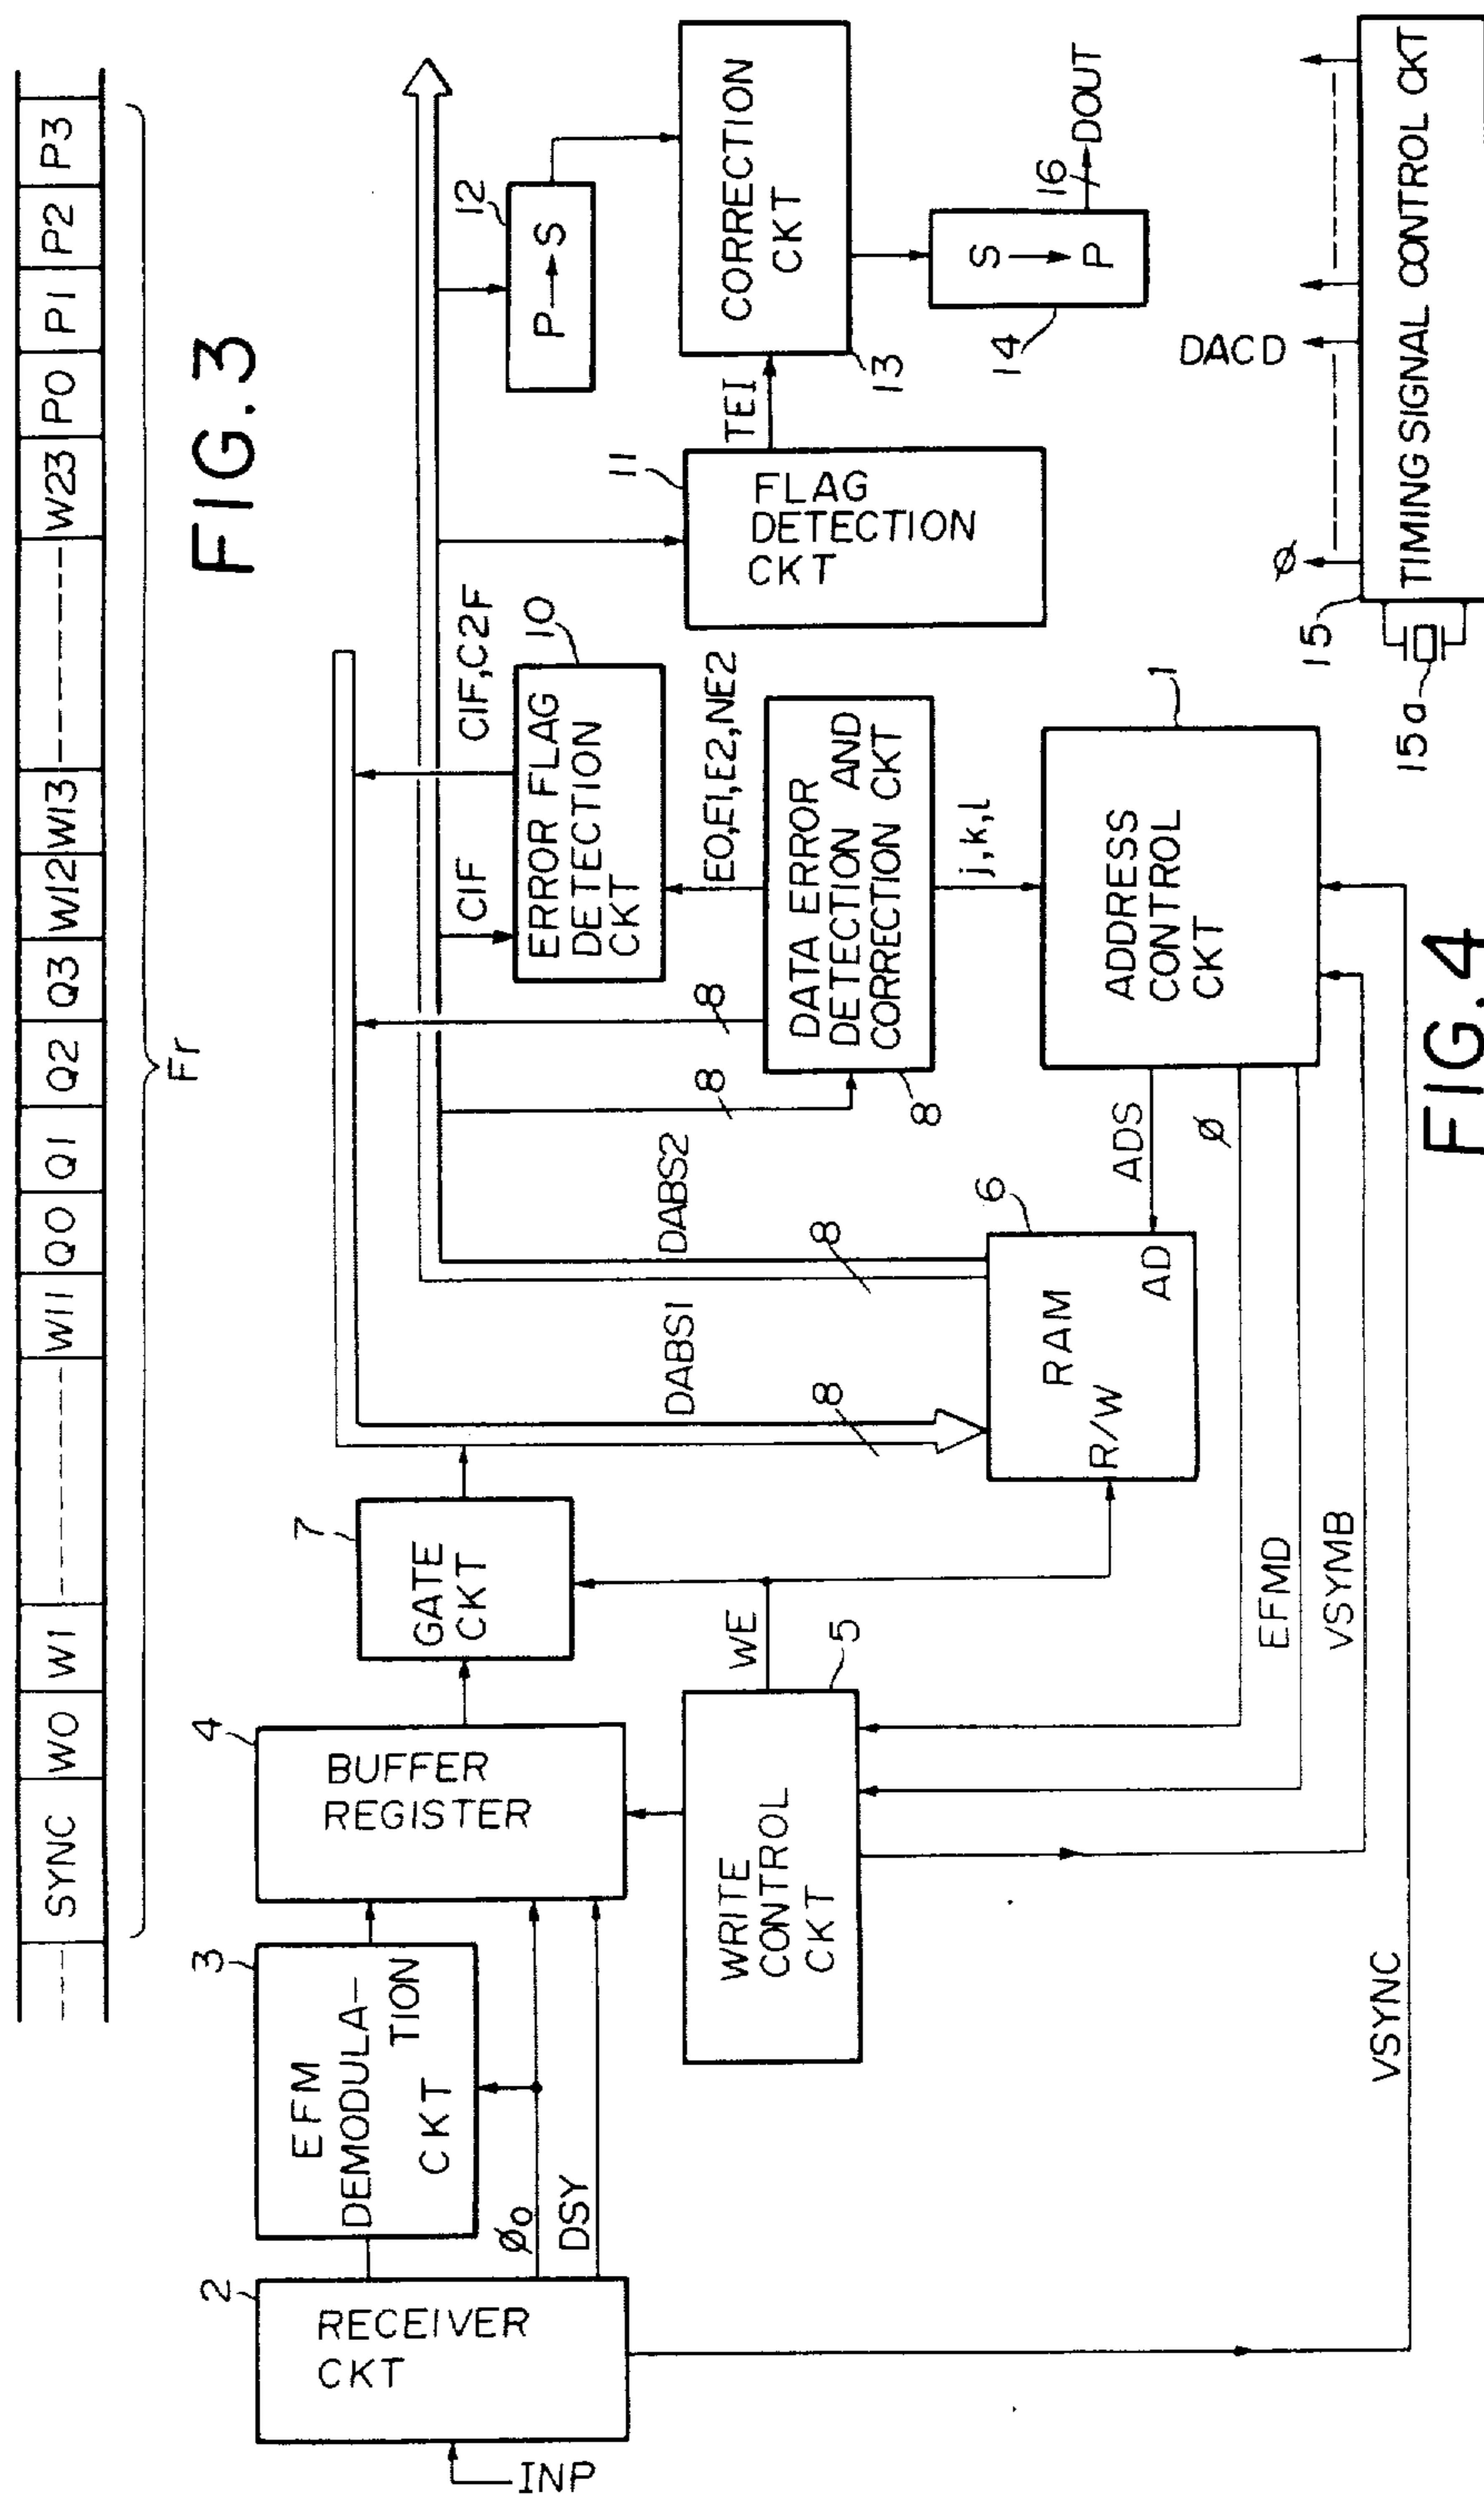 SYNC W0 W1 ------ W11 Q0 Q1 Q2 Q3 W12 W13 ------ W23 P0 P1 P2 P3
Fr
FIG.3
INP
2
RECEIVER
CKT
3
EFM
DEMODULA-
TION
CKT
Ø0
DSY
4
BUFFER
REGISTER
7
GATE
CKT
WRITE
CONTROL
CKT
5
WE
DABS1
8
DABS2
8
6
RAM
R/W
AD
ADS
Ø
EFMD
VSYMB
VSYNC
8
8
DATA ERROR
DETECTION AND
CORRECTION CKT
8
E0,E1,E2,NE2
j,k,l
C1F
C1F,C2F
10
ERROR FLAG
DETECTION
CKT
ADDRESS
CONTROL
CKT
1
11
FLAG
DETECTION
CKT
TEI
12
P→S
CORRECTION
CKT
13
S→P
14
16
DOUT
Ø
DACD
15
15a
TIMING SIGNAL CONTROL CKT
FIG.4